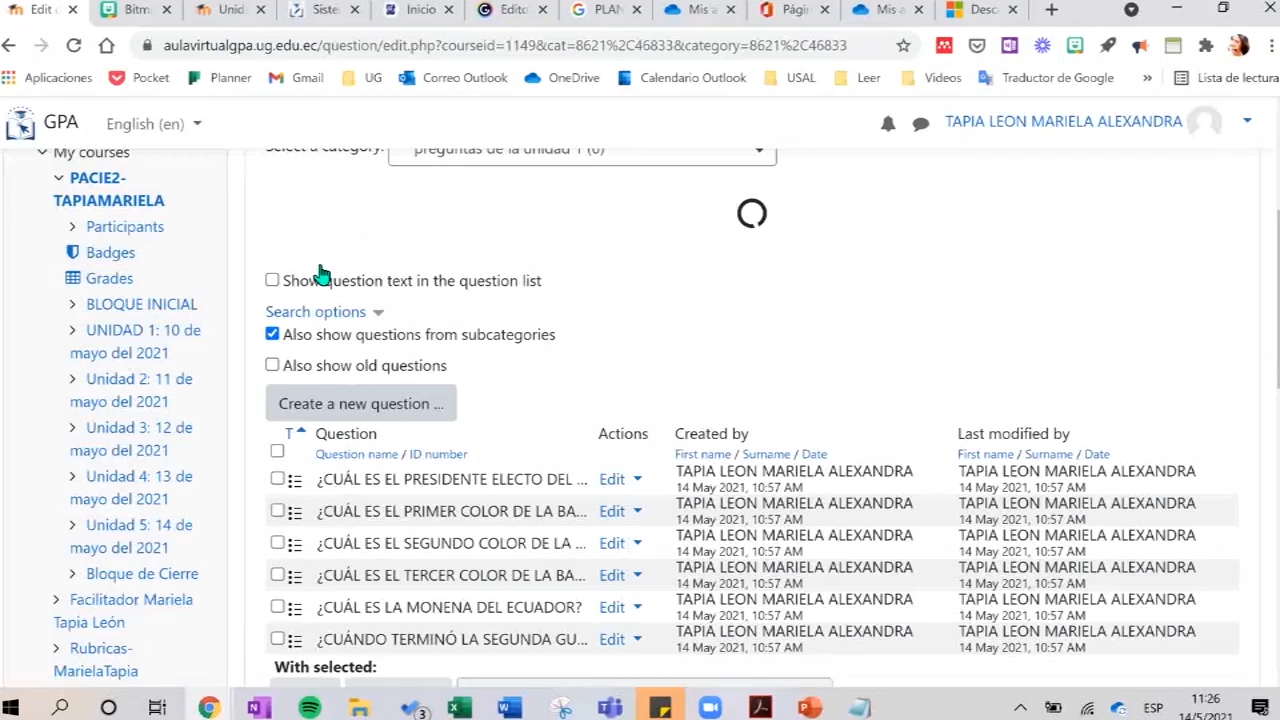 Edit
Bitm
Unid
Siste
Inicio
Edito
PLAN
Mis a
Págin
Mis a
Desc
aulavirtualgpa.ug.edu.ec/question/edit.php?courseid=1149&cat=8621%2C46833&category=8621%2C46833
Aplicaciones
Pocket
Planner
Gmail
UG
Correo Outlook
OneDrive
Calendario Outlook
USAL
Leer
Videos
Traductor de Google
»
Lista de lectura
GPA
English (en)
TAPIA LEON MARIELA ALEXANDRA
My courses
PACIE2-
TAPIAMARIELA
Participants
Badges
Grades
BLOQUE INICIAL
UNIDAD 1: 10 de
mayo del 2021
Unidad 2: 11 de
mayo del 2021
Unidad 3: 12 de
mayo del 2021
Unidad 4: 13 de
mayo del 2021
Unidad 5: 14 de
mayo del 2021
Bloque de Cierre
Facilitador Mariela
Tapia León
Rubricas-
MarielaTapia
Select a category:
preguntas de la unidad 1 (6)
Show question text in the question list
Search options
Also show questions from subcategories
Also show old questions
Create a new question ...
T Question Actions Created by Last modified by
Question name / ID number First name / Surname / Date First name / Surname / Date
¿CUÁL ES EL PRESIDENTE ELECTO DEL ... Edit TAPIA LEON MARIELA ALEXANDRA TAPIA LEON MARIELA ALEXANDRA
14 May 2021, 10:57 AM 14 May 2021, 10:57 AM
¿CUÁL ES EL PRIMER COLOR DE LA BA... Edit TAPIA LEON MARIELA ALEXANDRA TAPIA LEON MARIELA ALEXANDRA
14 May 2021, 10:57 AM 14 May 2021, 10:57 AM
¿CUÁL ES EL SEGUNDO COLOR DE LA ... Edit TAPIA LEON MARIELA ALEXANDRA TAPIA LEON MARIELA ALEXANDRA
14 May 2021, 10:57 AM 14 May 2021, 10:57 AM
¿CUÁL ES EL TERCER COLOR DE LA BA... Edit TAPIA LEON MARIELA ALEXANDRA TAPIA LEON MARIELA ALEXANDRA
14 May 2021, 10:57 AM 14 May 2021, 10:57 AM
¿CUÁL ES LA MONENA DEL ECUADOR? Edit TAPIA LEON MARIELA ALEXANDRA TAPIA LEON MARIELA ALEXANDRA
14 May 2021, 10:57 AM 14 May 2021, 10:57 AM
¿CUÁNDO TERMINÓ LA SEGUNDA GU... Edit TAPIA LEON MARIELA ALEXANDRA TAPIA LEON MARIELA ALEXANDRA
14 May 2021, 10:57 AM 14 May 2021, 10:57 AM
With selected:
3
ESP
11:26
14/5/2021